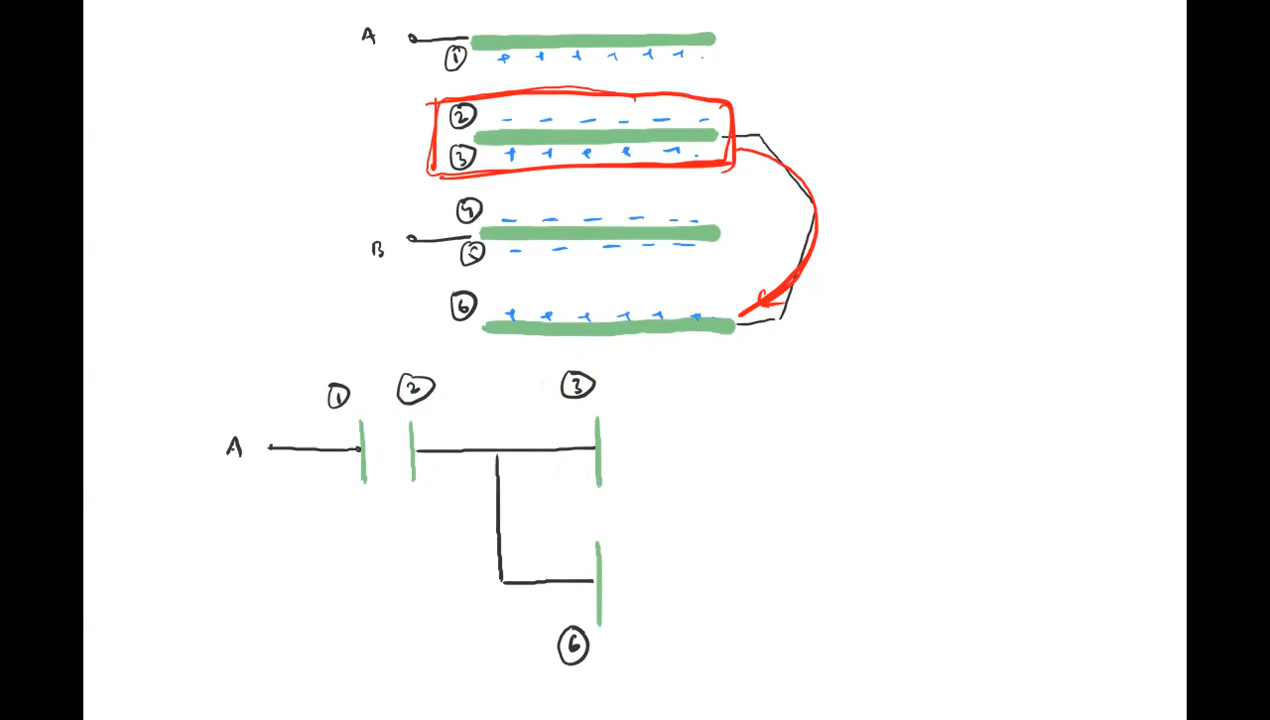 A
①
+ + + + + +
②
- - - - - -
③
+ + + + +
④
- - - - - -
B
⑤
- - - - -
⑥
+ + + + + +
① ② ③
A
⑥